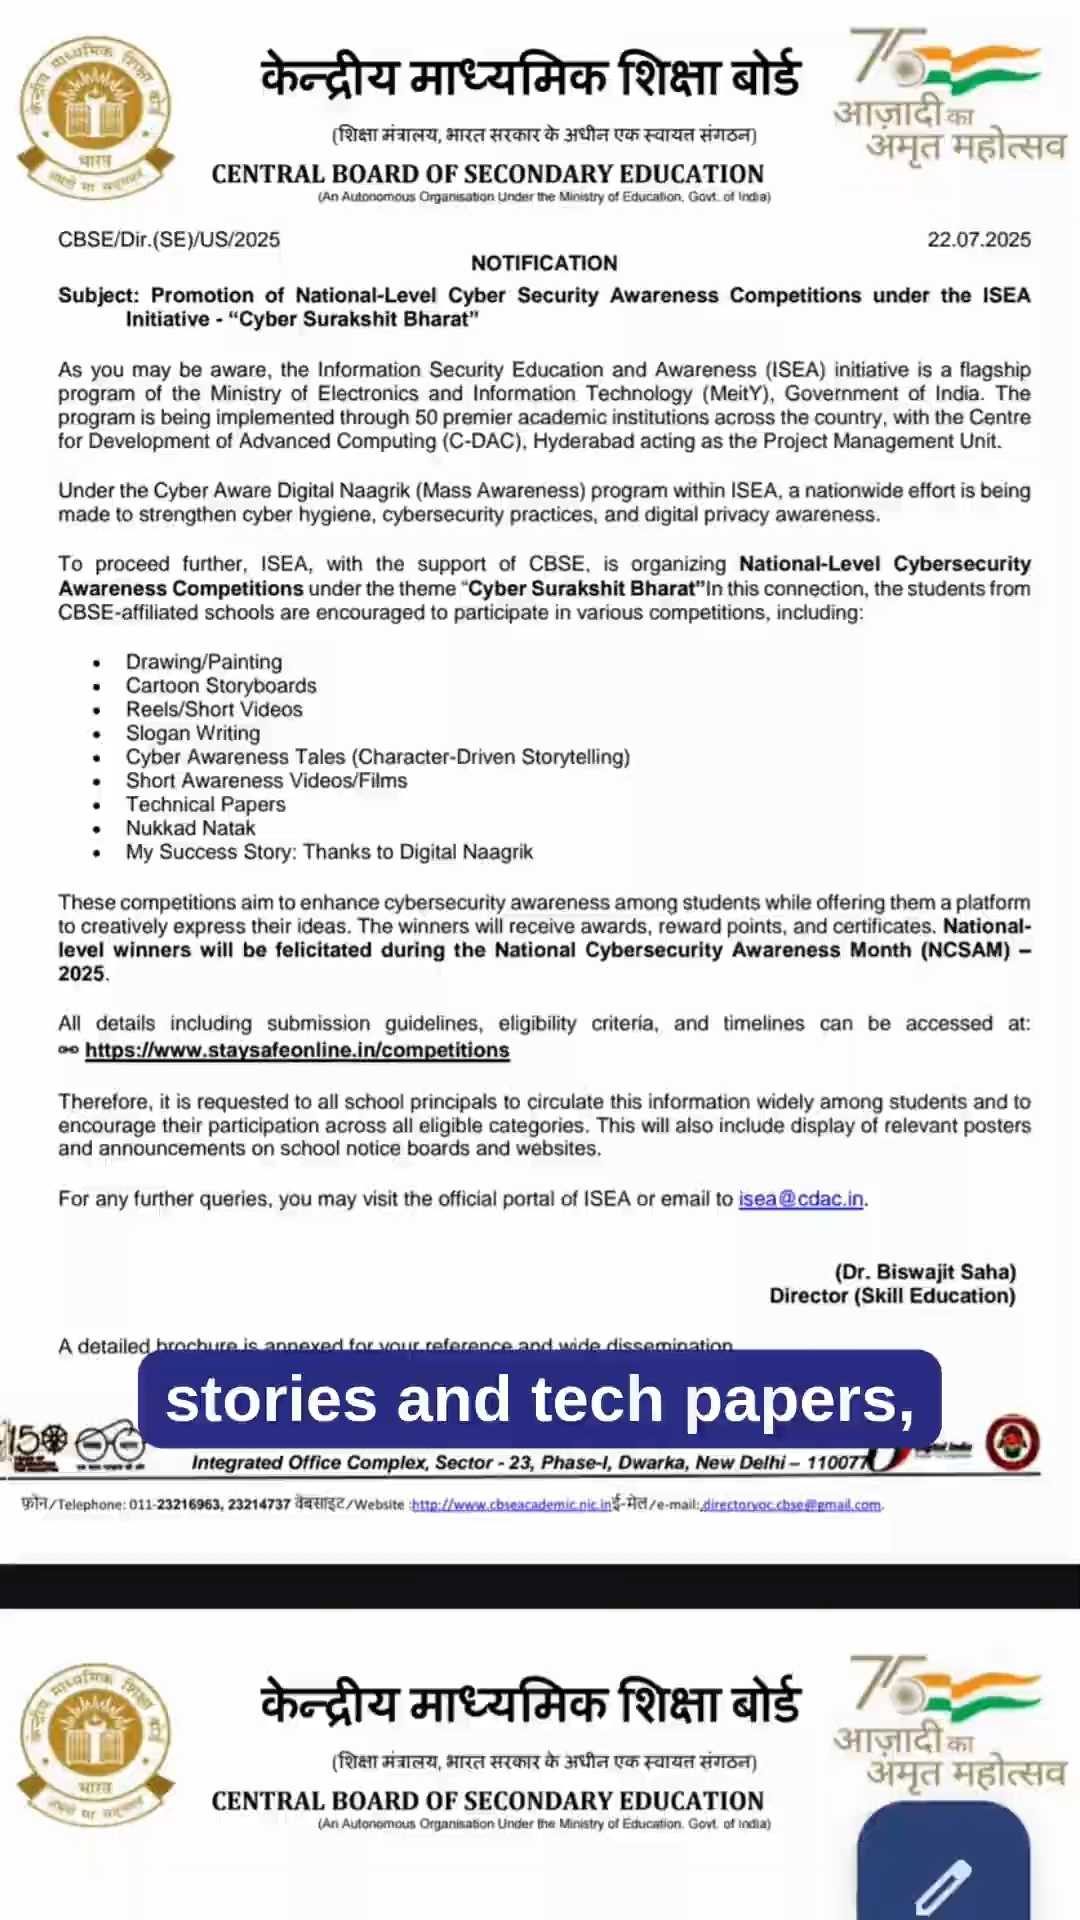 केन्द्रीय माध्यमिक शिक्षा बोर्ड
(शिक्षा मंत्रालय, भारत सरकार के अधीन एक स्वायत संगठन)
CENTRAL BOARD OF SECONDARY EDUCATION
(An Autonomous Organisation Under the Ministry of Education, Govt. of India)
भारत
75
आज़ादी का
अमृत महोत्सव
CBSE/Dir.(SE)/US/2025 22.07.2025
NOTIFICATION
Subject: Promotion of National-Level Cyber Security Awareness Competitions under the ISEA
Initiative - “Cyber Surakshit Bharat”
As you may be aware, the Information Security Education and Awareness (ISEA) initiative is a flagship
program of the Ministry of Electronics and Information Technology (MeitY), Government of India. The
program is being implemented through 50 premier academic institutions across the country, with the Centre
for Development of Advanced Computing (C-DAC), Hyderabad acting as the Project Management Unit.
Under the Cyber Aware Digital Naagrik (Mass Awareness) program within ISEA, a nationwide effort is being
made to strengthen cyber hygiene, cybersecurity practices, and digital privacy awareness.
To proceed further, ISEA, with the support of CBSE, is organizing National-Level Cybersecurity
Awareness Competitions under the theme “Cyber Surakshit Bharat”In this connection, the students from
CBSE-affiliated schools are encouraged to participate in various competitions, including:
• Drawing/Painting
• Cartoon Storyboards
• Reels/Short Videos
• Slogan Writing
• Cyber Awareness Tales (Character-Driven Storytelling)
• Short Awareness Videos/Films
• Technical Papers
• Nukkad Natak
• My Success Story: Thanks to Digital Naagrik
These competitions aim to enhance cybersecurity awareness among students while offering them a platform
to creatively express their ideas. The winners will receive awards, reward points, and certificates. National-
level winners will be felicitated during the National Cybersecurity Awareness Month (NCSAM) –
2025.
All details including submission guidelines, eligibility criteria, and timelines can be accessed at:
https://www.staysafeonline.in/competitions
Therefore, it is requested to all school principals to circulate this information widely among students and to
encourage their participation across all eligible categories. This will also include display of relevant posters
and announcements on school notice boards and websites.
For any further queries, you may visit the official portal of ISEA or email to isea@cdac.in.
(Dr. Biswajit Saha)
Director (Skill Education)
A detailed brochure is annexed for your reference and wide dissemination
stories and tech papers,
150
Integrated Office Complex, Sector - 23, Phase-I, Dwarka, New Delhi – 110077
फ़ोन/Telephone: 011-23216963, 23214737 वेबसाइट/Website :http://www.cbseacademic.nic.inई-मेल/e-mail:.directorvoc.cbse@gmail.com.
केन्द्रीय माध्यमिक शिक्षा बोर्ड
(शिक्षा मंत्रालय, भारत सरकार के अधीन एक स्वायत संगठन)
CENTRAL BOARD OF SECONDARY EDUCATION
(An Autonomous Organisation Under the Ministry of Education, Govt. of India)
भारत
75
आज़ादी का
अमृत महोत्सव